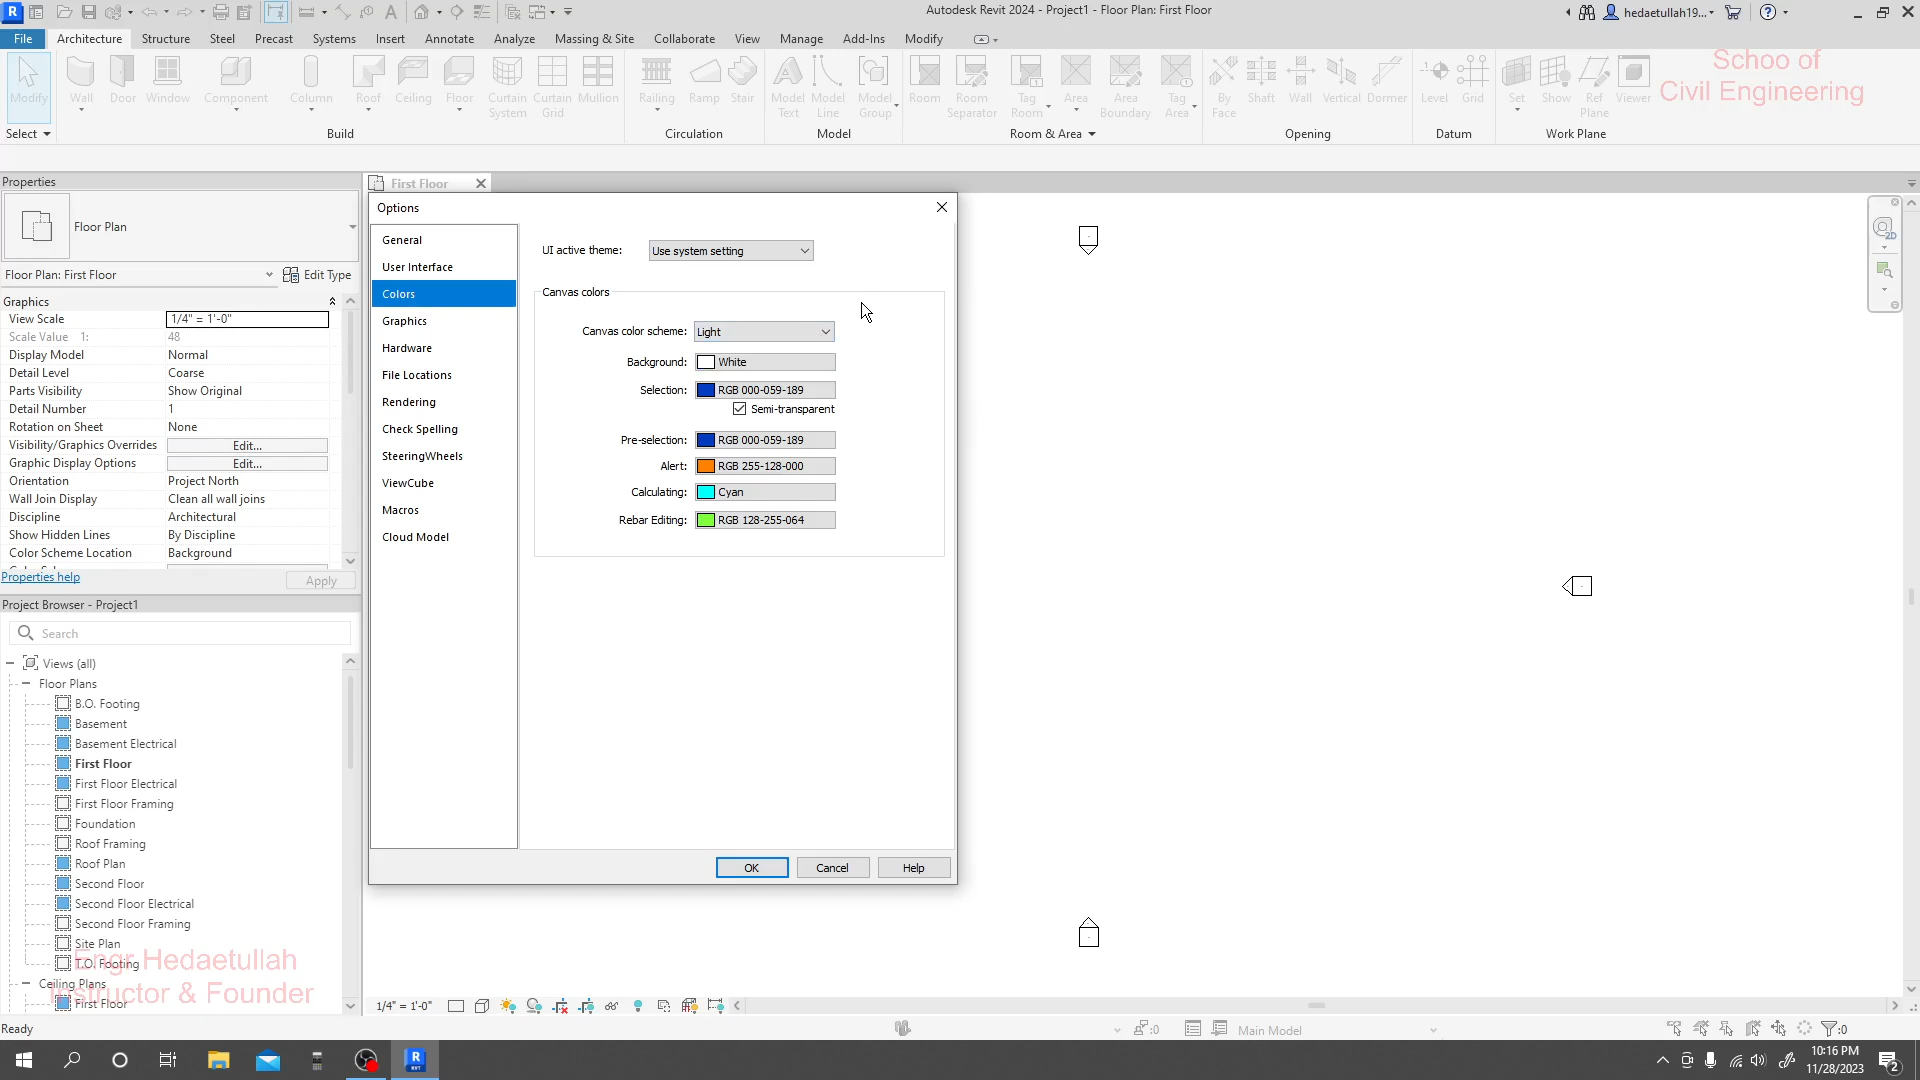 Autodesk Revit 2024 - Project1 - Floor Plan: First Floor
hedaetullah19...
File Architecture Structure Steel Precast Systems Insert Annotate Analyze Massing & Site Collaborate View Manage Add-Ins Modify
Modify Wall Door Window Component Column Roof Ceiling Floor Curtain System Curtain Grid Mullion Railing Ramp Stair Model Text Model Line Model Group Room Room Separator Tag Room Area Area Boundary Tag Area By Face Shaft Wall Vertical Dormer Level Grid Set Show Ref Plane Viewer
Schoo of
Civil Engineering
Select Build Circulation Model Room & Area Opening Datum Work Plane
Properties
First Floor
Floor Plan
Floor Plan: First Floor Edit Type
Graphics
View Scale 1/4" = 1'-0"
Scale Value 1: 48
Display Model Normal
Detail Level Coarse
Parts Visibility Show Original
Detail Number 1
Rotation on Sheet None
Visibility/Graphics Overrides Edit...
Graphic Display Options Edit...
Orientation Project North
Wall Join Display Clean all wall joins
Discipline Architectural
Show Hidden Lines By Discipline
Color Scheme Location Background
Properties help Apply
Project Browser - Project1
Search
Views (all)
Floor Plans
B.O. Footing
Basement
Basement Electrical
First Floor
First Floor Electrical
First Floor Framing
Foundation
Roof Framing
Roof Plan
Second Floor
Second Floor Electrical
Second Floor Framing
Site Plan
T.O. Footing
Ceiling Plans
First Floor
Engr.Hedaetullah
Instructor & Founder
Options
General
User Interface
Colors
Graphics
Hardware
File Locations
Rendering
Check Spelling
SteeringWheels
ViewCube
Macros
Cloud Model
UI active theme: Use system setting
Canvas colors
Canvas color scheme: Light
Background: White
Selection: RGB 000-059-189
Semi-transparent
Pre-selection: RGB 000-059-189
Alert: RGB 255-128-000
Calculating: Cyan
Rebar Editing: RGB 128-255-064
OK Cancel Help
2D
1/4" = 1'-0"
Ready
:0
Main Model
:0
10:16 PM
11/28/2023
2